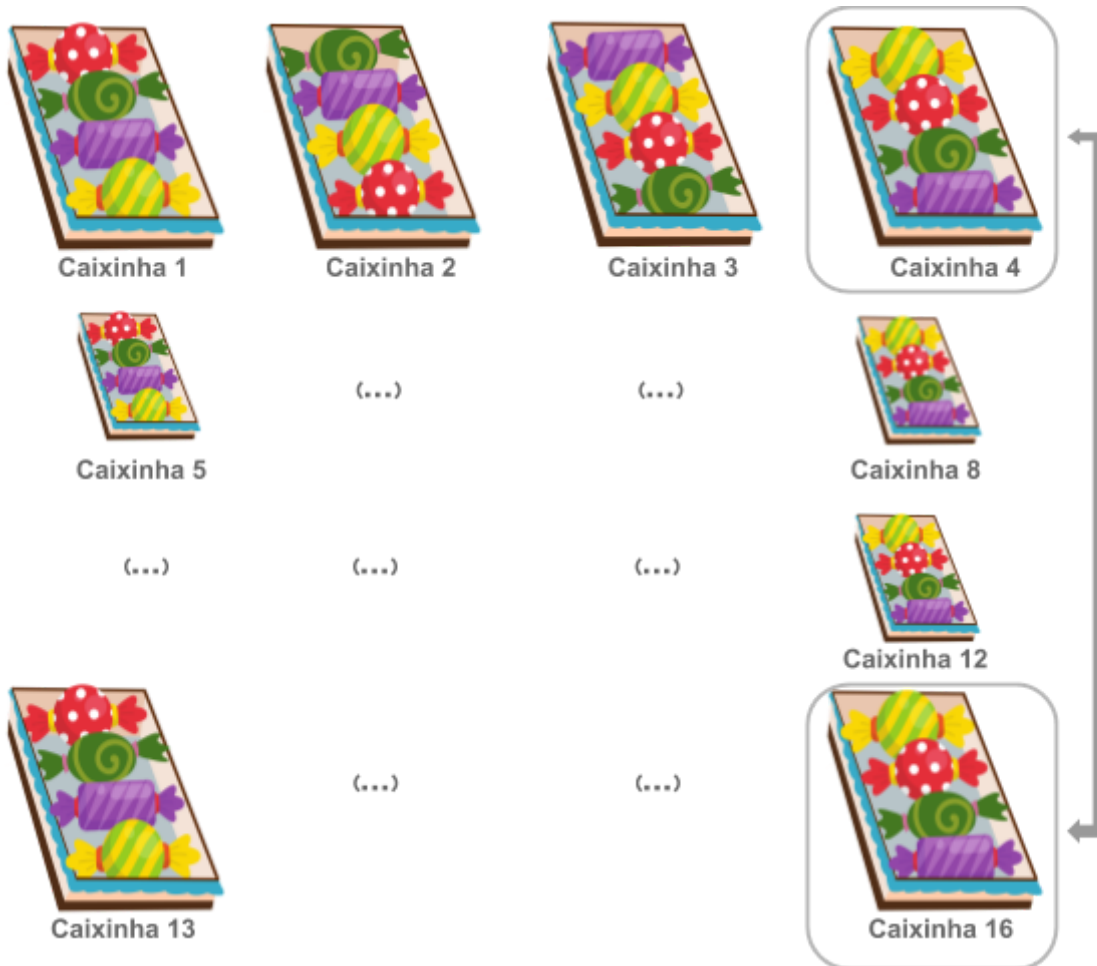 Caixinha 1 Caixinha 2 Caixinha 3 Caixinha 4
(...) (...)
Caixinha 5 Caixinha 8
(...) (...) (...)
Caixinha 12
(...) (...)
Caixinha 13 Caixinha 16